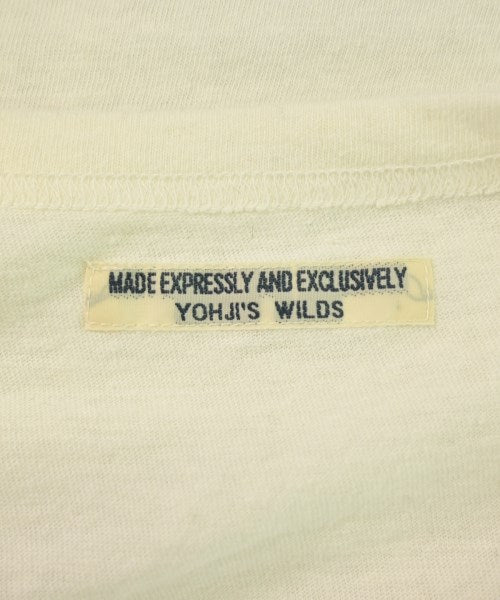 MADE EXPRESSLY AND EXCLUSIVELY
YOHJI'S WILDS